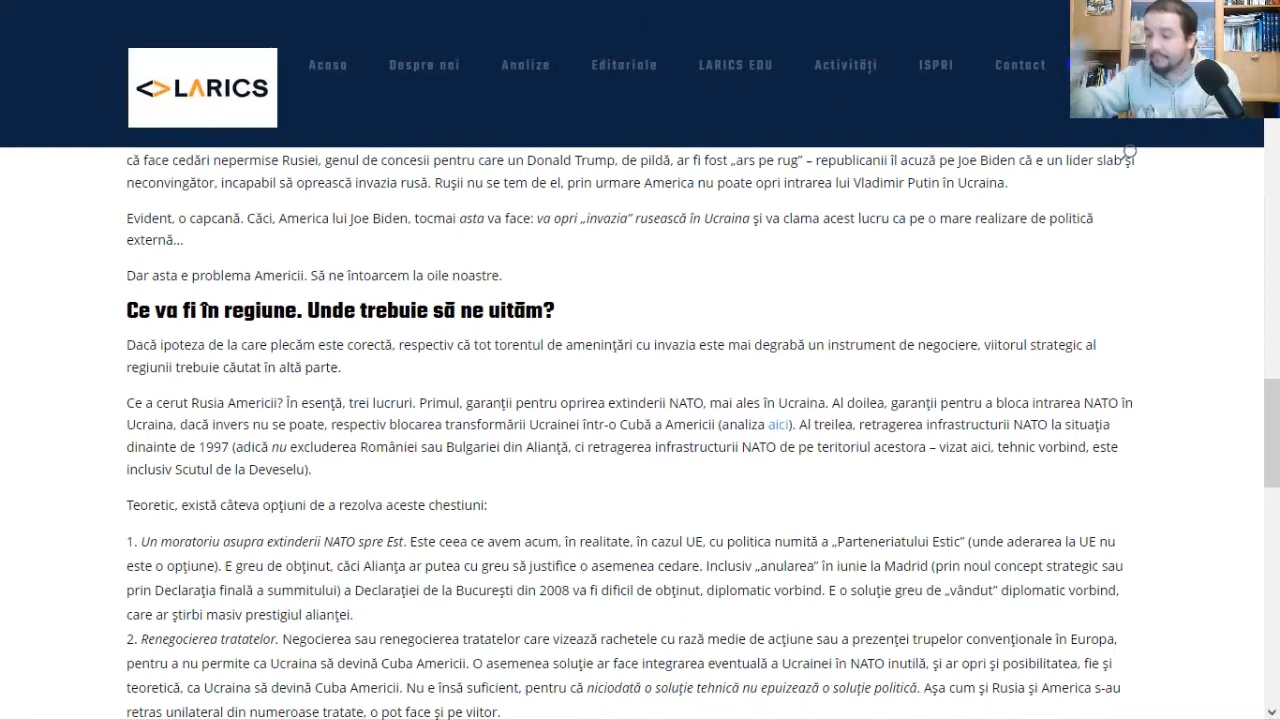 <>LARICS
Acasa Despre noi Analize Editoriale LARICS EDU Activități ISPRI Contact
că face cedări nepermise Rusiei, genul de concesii pentru care un Donald Trump, de pildă, ar fi fost „ars pe rug” – republicanii îl acuză pe Joe Biden că e un lider slab și
neconvingător, incapabil să oprească invazia rusă. Rușii nu se tem de el, prin urmare America nu poate opri intrarea lui Vladimir Putin în Ucraina.
Evident, o capcană. Căci, America lui Joe Biden, tocmai asta va face: va opri „invazia” rusească în Ucraina și va clama acest lucru ca pe o mare realizare de politică
externă…
Dar asta e problema Americii. Să ne întoarcem la oile noastre.
Ce va fi în regiune. Unde trebuie să ne uităm?
Dacă ipoteza de la care plecăm este corectă, respectiv că tot torentul de amenințări cu invazia este mai degrabă un instrument de negociere, viitorul strategic al
regiunii trebuie căutat în altă parte.
Ce a cerut Rusia Americii? În esență, trei lucruri. Primul, garanții pentru oprirea extinderii NATO, mai ales în Ucraina. Al doilea, garanții pentru a bloca intrarea NATO în
Ucraina, dacă invers nu se poate, respectiv blocarea transformării Ucrainei într-o Cubă a Americii (analiza aici). Al treilea, retragerea infrastructurii NATO la situația
dinainte de 1997 (adică nu excluderea României sau Bulgariei din Alianță, ci retragerea infrastructurii NATO de pe teritoriul acestora – vizat aici, tehnic vorbind, este
inclusiv Scutul de la Deveselu).
Teoretic, există câteva opțiuni de a rezolva aceste chestiuni:
1. Un moratoriu asupra extinderii NATO spre Est. Este ceea ce avem acum, în realitate, în cazul UE, cu politica numită a „Parteneriatului Estic” (unde aderarea la UE nu
este o opțiune). E greu de obținut, căci Alianța ar putea cu greu să justifice o asemenea cedare. Inclusiv „anularea” în iunie la Madrid (prin noul concept strategic sau
prin Declarația finală a summitului) a Declarației de la București din 2008 va fi dificil de obținut, diplomatic vorbind. E o soluție greu de „vândut” diplomatic vorbind,
care ar știrbi masiv prestigiul alianței.
2. Renegocierea tratatelor. Negocierea sau renegocierea tratatelor care vizează rachetele cu rază medie de acțiune sau a prezenței trupelor convenționale în Europa,
pentru a nu permite ca Ucraina să devină Cuba Americii. O asemenea soluție ar face integrarea eventuală a Ucrainei în NATO inutilă, și ar opri și posibilitatea, fie și
teoretică, ca Ucraina să devină Cuba Americii. Nu e însă suficient, pentru că niciodată o soluție tehnică nu epuizează o soluție politică. Așa cum și Rusia și America s-au
retras unilateral din numeroase tratate, o pot face și pe viitor.